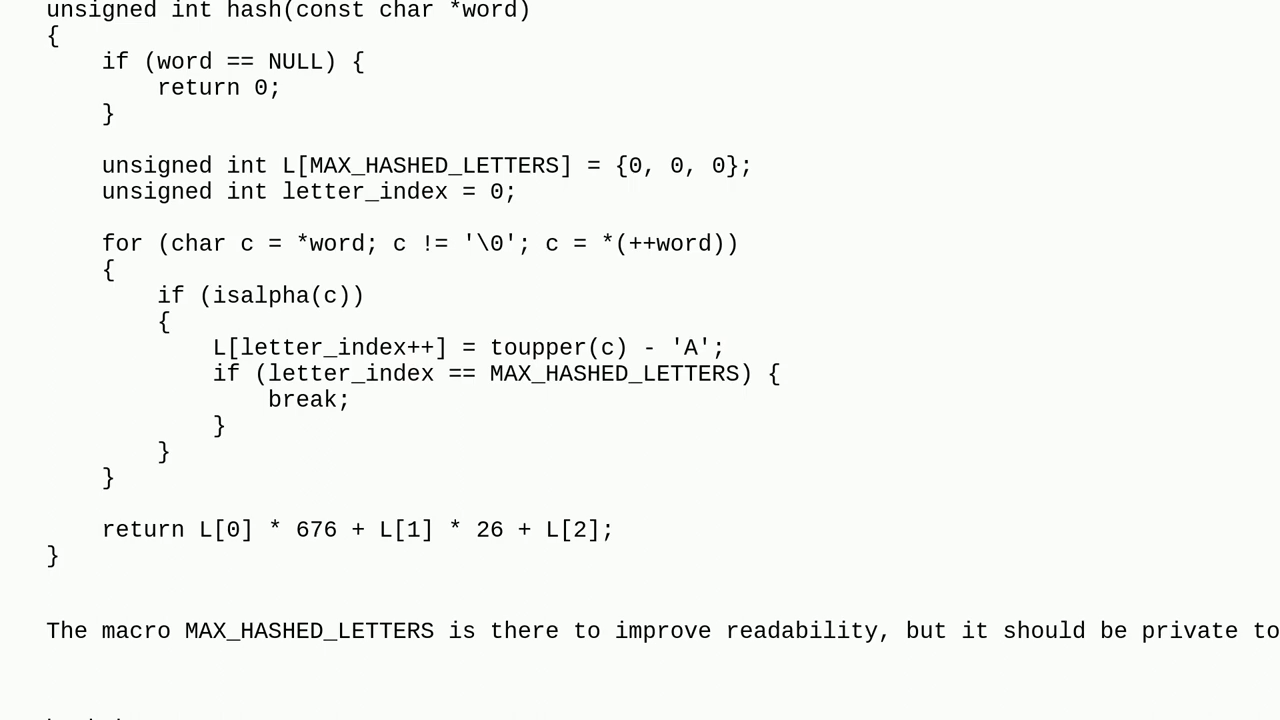 unsigned int hash(const char *word)
{
    if (word == NULL) {
        return 0;
    }

    unsigned int L[MAX_HASHED_LETTERS] = {0, 0, 0};
    unsigned int letter_index = 0;

    for (char c = *word; c != '\0'; c = *(++word))
    {
        if (isalpha(c))
        {
            L[letter_index++] = toupper(c) - 'A';
            if (letter_index == MAX_HASHED_LETTERS) {
                break;
            }
        }
    }

    return L[0] * 676 + L[1] * 26 + L[2];
}

The macro MAX_HASHED_LETTERS is there to improve readability, but it should be private to